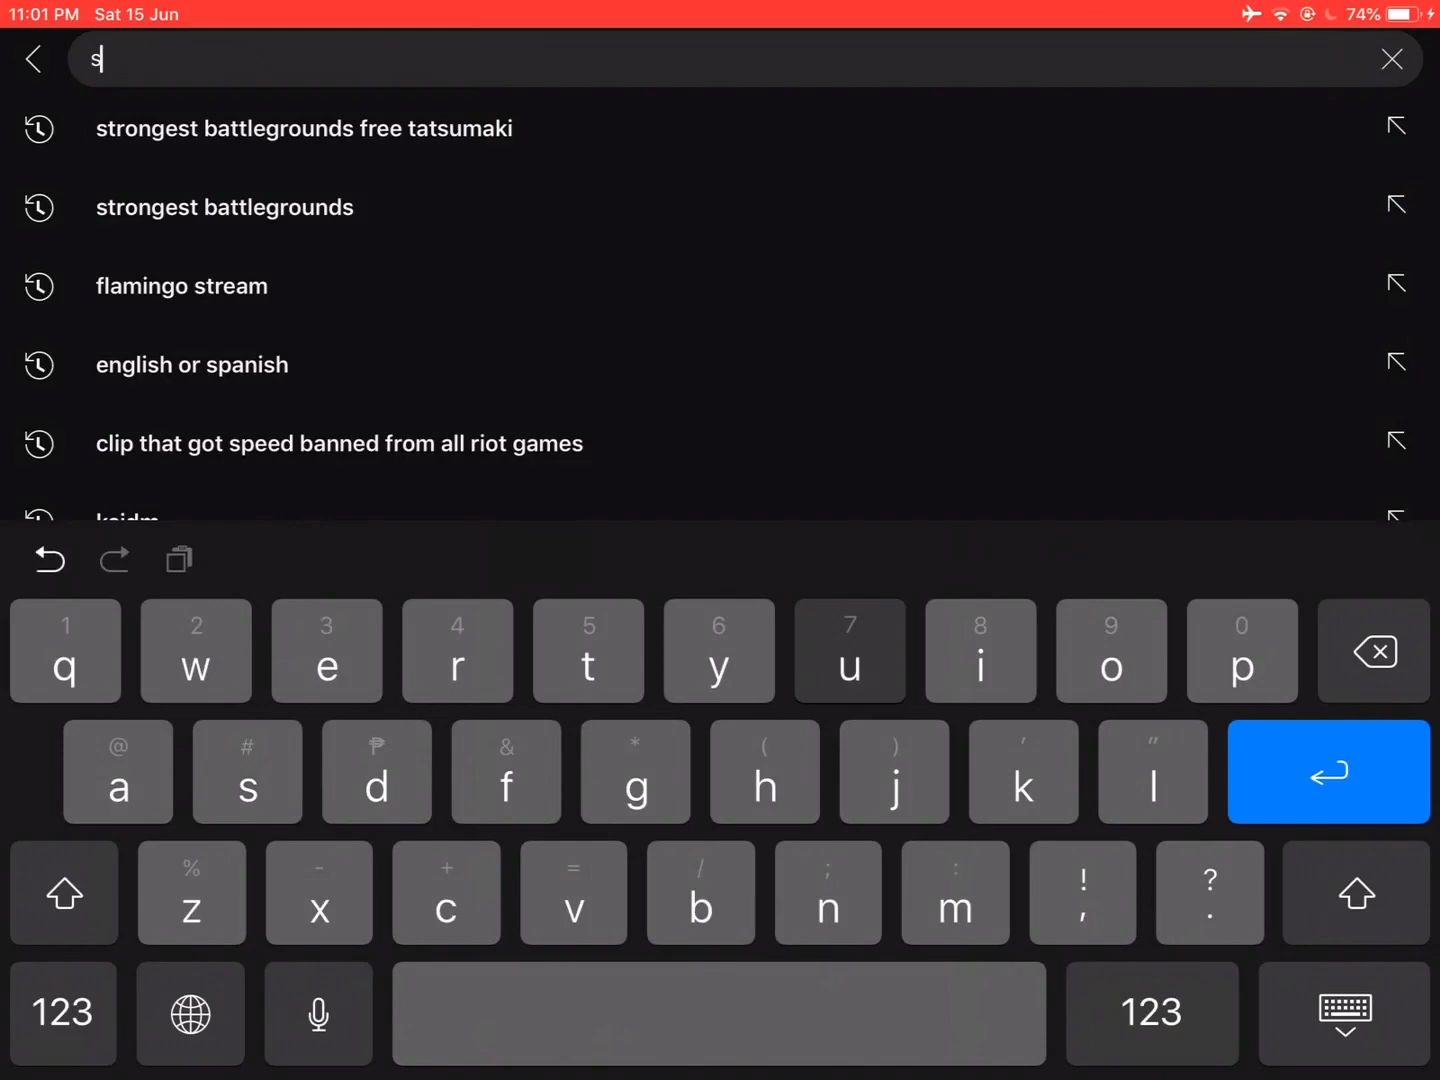 11:01 PM Sat 15 Jun 74%
s
strongest battlegrounds free tatsumaki
strongest battlegrounds
flamingo stream
english or spanish
clip that got speed banned from all riot games
1 2 3 4 5 6 7 8 9 0
q w e r t y u i o p
@ # ₱ & * ( ) ' "
a s d f g h j k l
% - + = / ; : ! ?
z x c v b n m , .
123 123